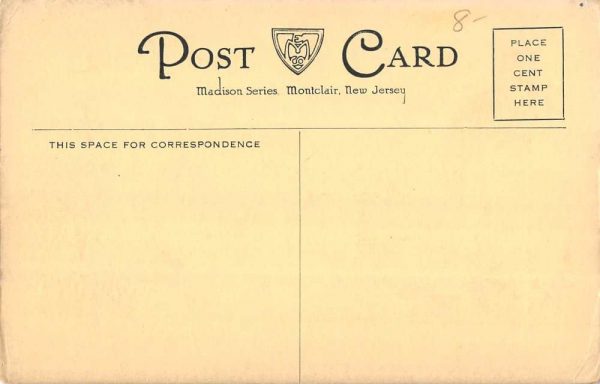 8-
POST CARD
Madison Series. Montclair, New Jersey
PLACE
ONE
CENT
STAMP
HERE
THIS SPACE FOR CORRESPONDENCE